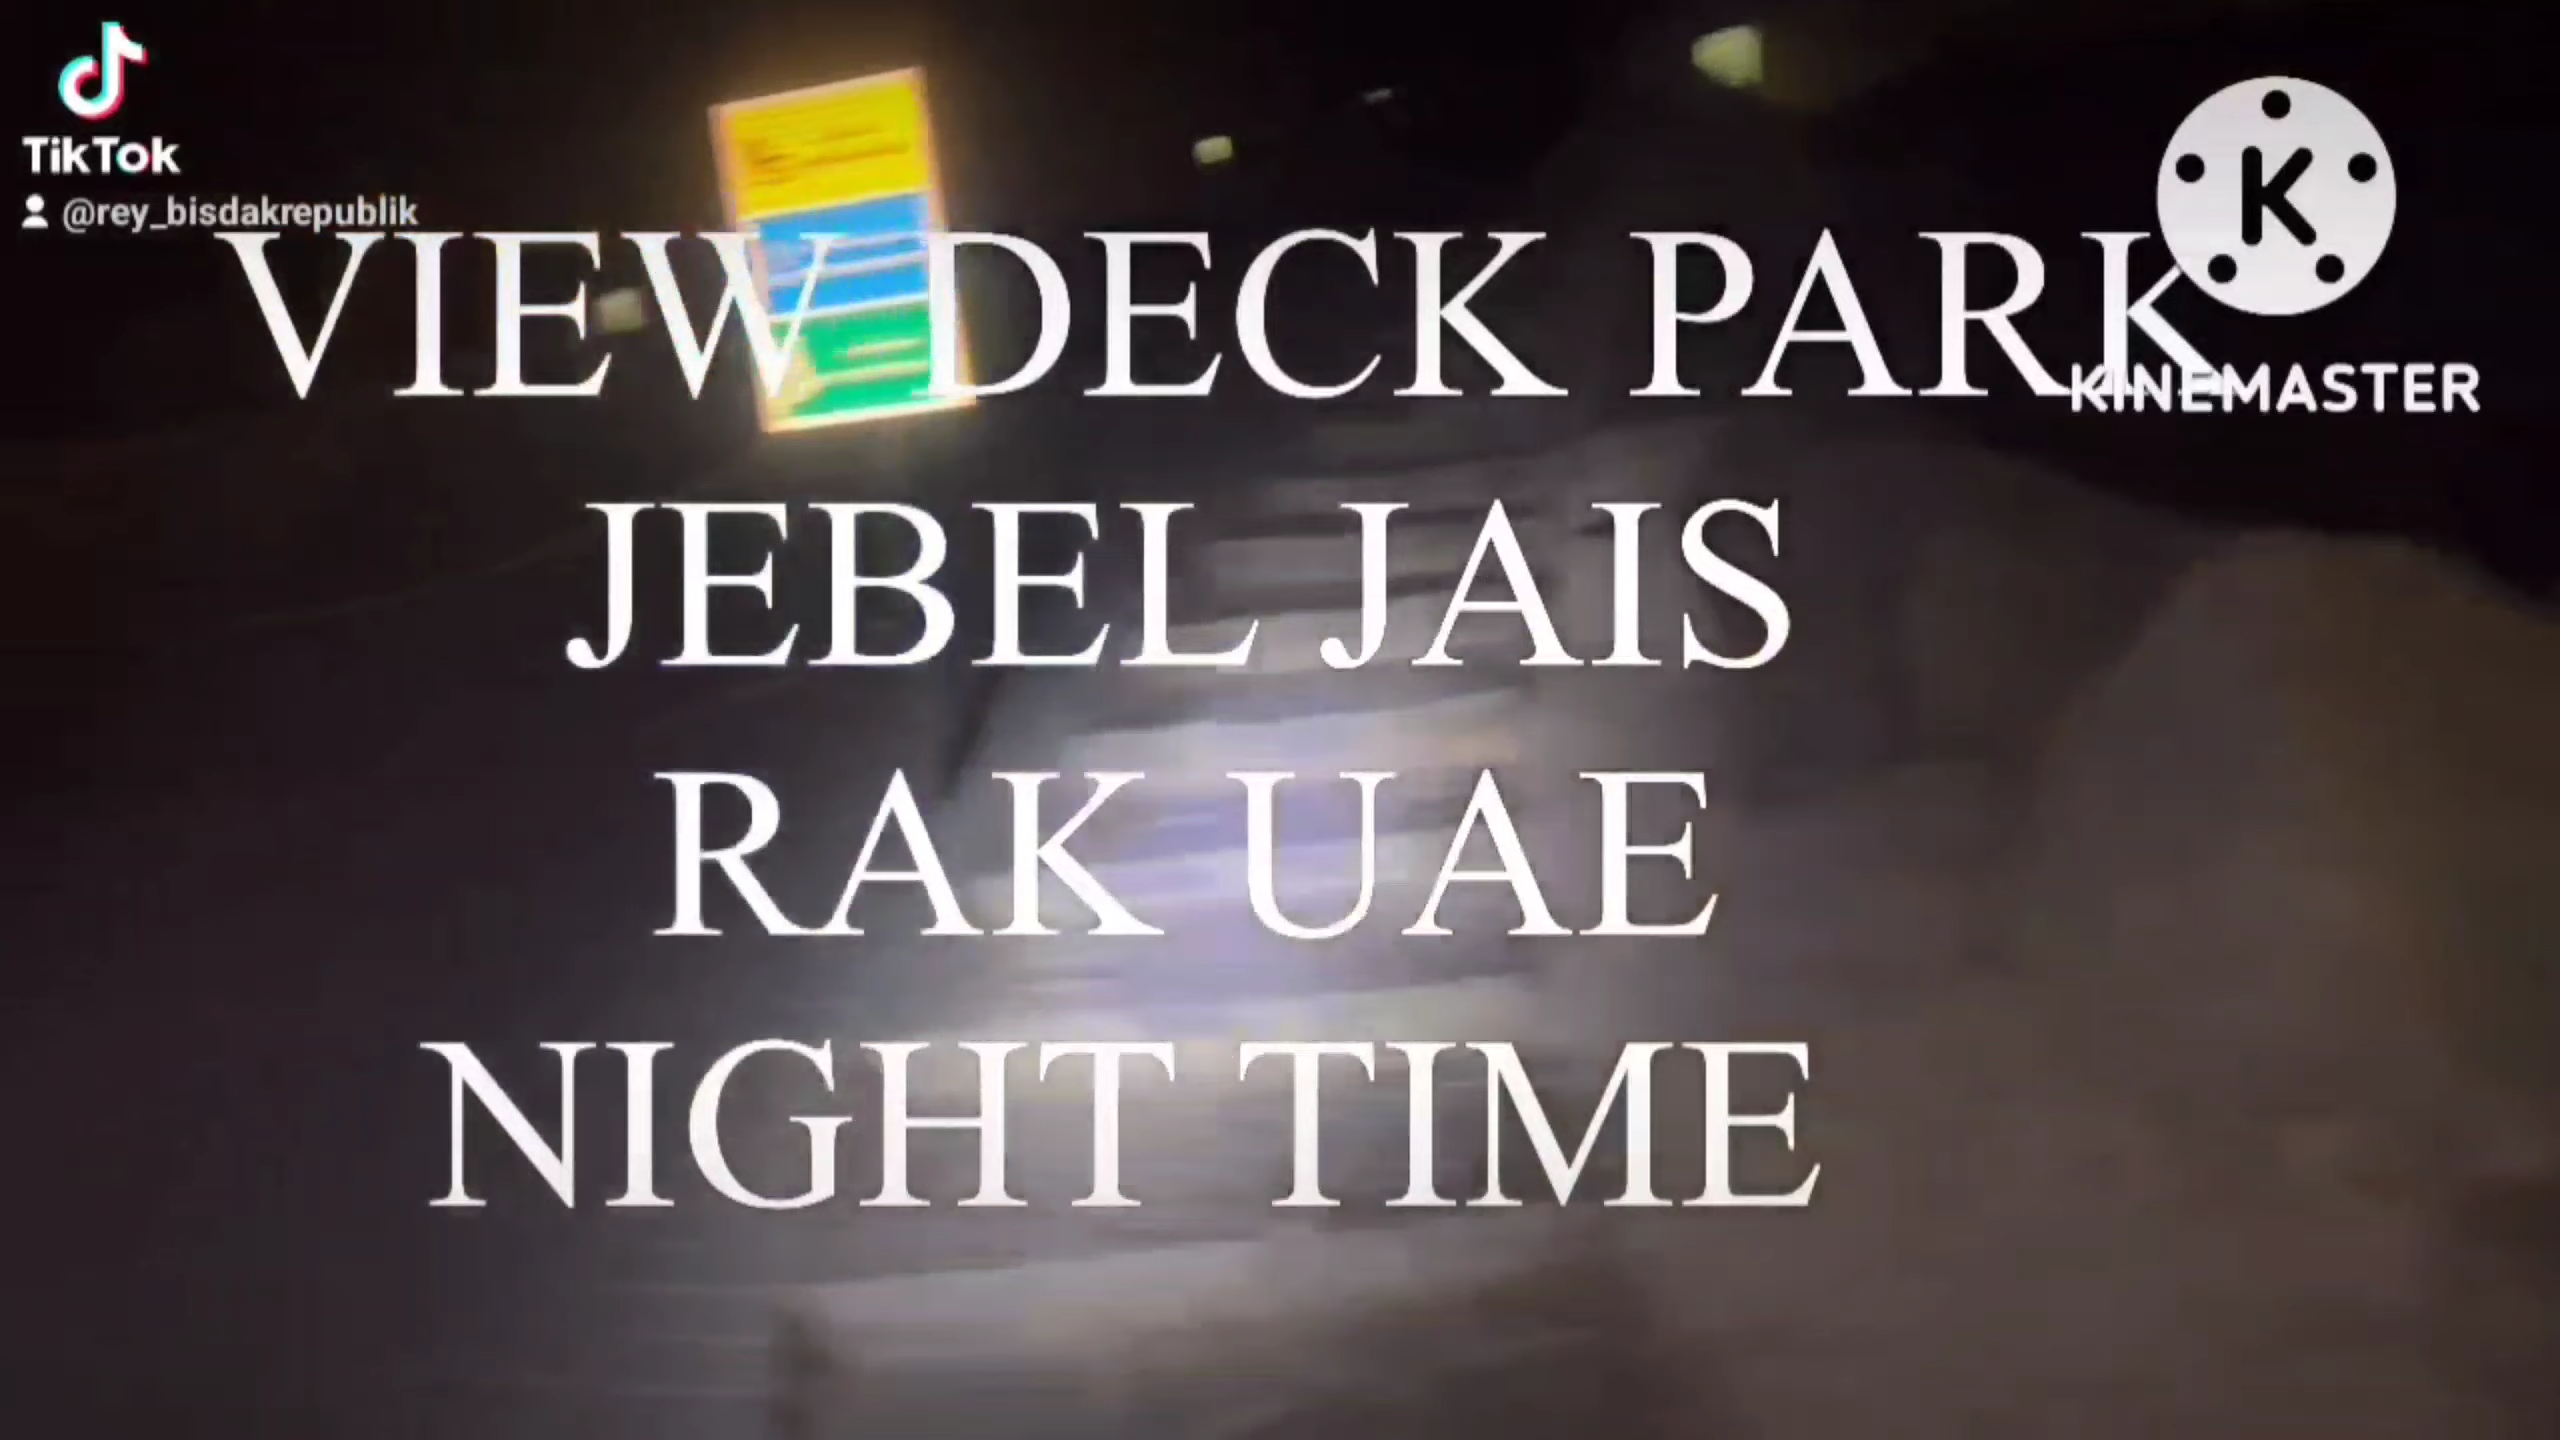 TikTok
@rey_bisdakrepublik
VIEW DECK PARK
KINEMASTER
JEBEL JAIS
RAK UAE
NIGHT TIME